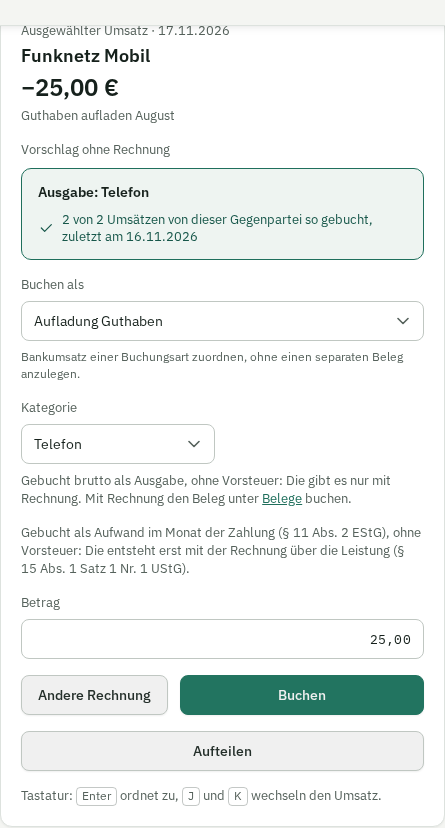 Ausgewählter Umsatz · 17.11.2026
Funknetz Mobil
−25,00 €
Guthaben aufladen August
Vorschlag ohne Rechnung
Ausgabe: Telefon
2 von 2 Umsätzen von dieser Gegenpartei so gebucht,
zuletzt am 16.11.2026
Buchen als
Aufladung Guthaben
Bankumsatz einer Buchungsart zuordnen, ohne einen separaten Beleg
anzulegen.
Kategorie
Telefon
Gebucht brutto als Ausgabe, ohne Vorsteuer: Die gibt es nur mit
Rechnung. Mit Rechnung den Beleg unter Belege buchen.
Gebucht als Aufwand im Monat der Zahlung (§ 11 Abs. 2 EStG), ohne
Vorsteuer: Die entsteht erst mit der Rechnung über die Leistung (§
15 Abs. 1 Satz 1 Nr. 1 UStG).
Betrag
25,00
Andere Rechnung
Buchen
Aufteilen
Tastatur: Enter ordnet zu, J und K wechseln den Umsatz.